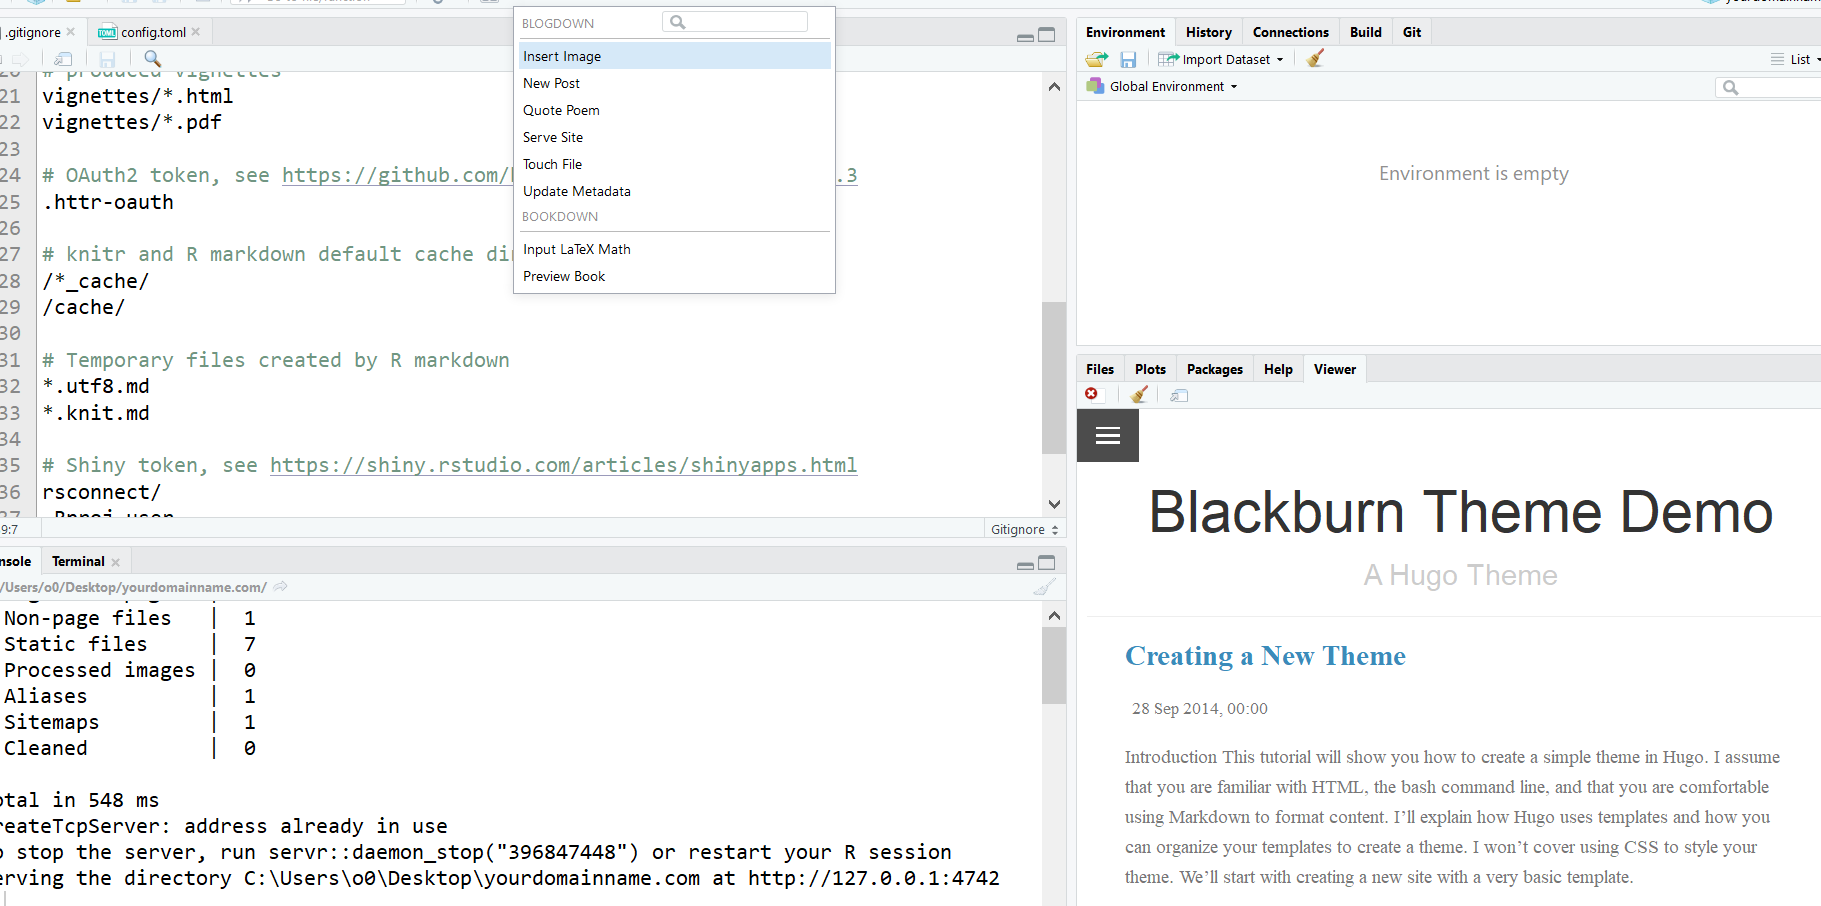 yourdomainname
.gitignore
config.toml
BLOGDOWN
Insert Image
New Post
Quote Poem
Serve Site
Touch File
Update Metadata
BOOKDOWN
Input LaTeX Math
Preview Book
20 # produced vignettes
21 vignettes/*.html
22 vignettes/*.pdf
23
24 # OAuth2 token, see https://github.com/ .3
25 .httr-oauth
26
27 # knitr and R markdown default cache di
28 /*_cache/
29 /cache/
30
31 # Temporary files created by R markdown
32 *.utf8.md
33 *.knit.md
34
35 # Shiny token, see https://shiny.rstudio.com/articles/shinyapps.html
36 rsconnect/
37 .Rproj.user
9:7
Gitignore
nsole Terminal
/Users/o0/Desktop/yourdomainname.com/
Non-page files | 1
Static files | 7
Processed images | 0
Aliases | 1
Sitemaps | 1
Cleaned | 0
otal in 548 ms
reateTcpServer: address already in use
o stop the server, run servr::daemon_stop("396847448") or restart your R session
erving the directory C:\Users\o0\Desktop\yourdomainname.com at http://127.0.0.1:4742
Environment History Connections Build Git
Import Dataset List
Global Environment
Environment is empty
Files Plots Packages Help Viewer
Blackburn Theme Demo
A Hugo Theme
Creating a New Theme
28 Sep 2014, 00:00
Introduction This tutorial will show you how to create a simple theme in Hugo. I assume
that you are familiar with HTML, the bash command line, and that you are comfortable
using Markdown to format content. I’ll explain how Hugo uses templates and how you
can organize your templates to create a theme. I won’t cover using CSS to style your
theme. We’ll start with creating a new site with a very basic template.